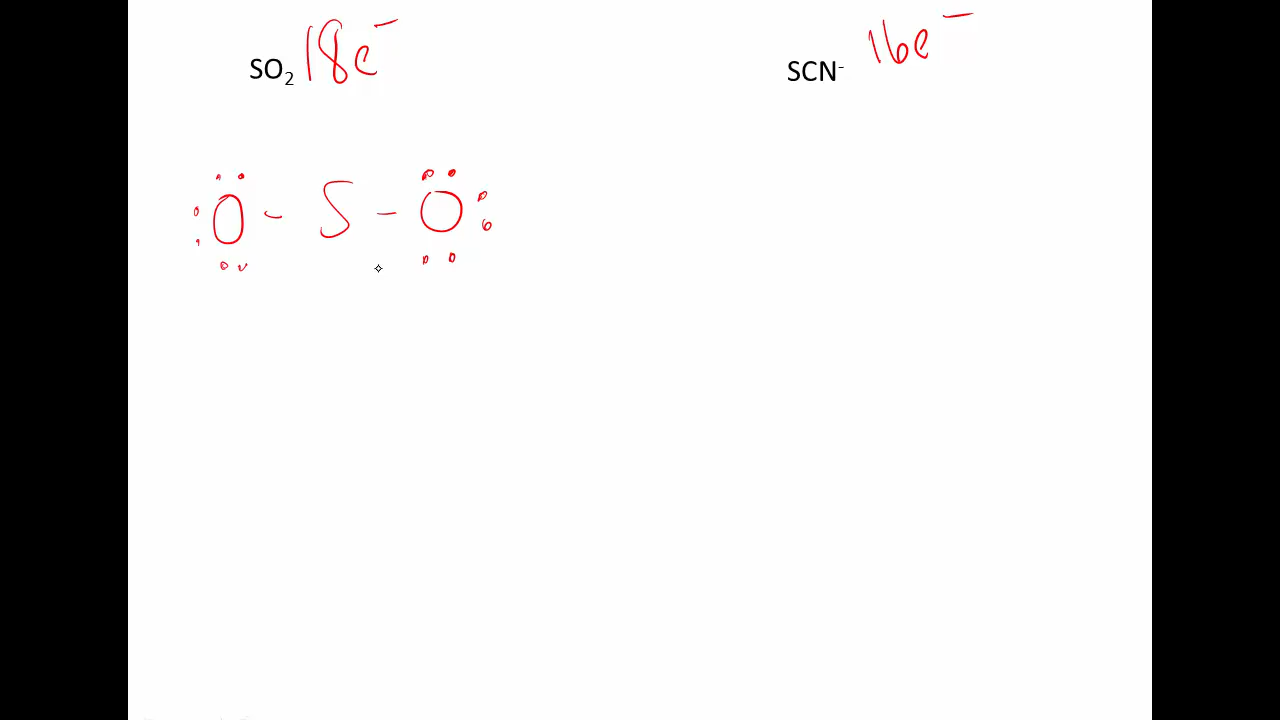 SO₂ 18e⁻
SCN⁻ 16e⁻
O - S - O